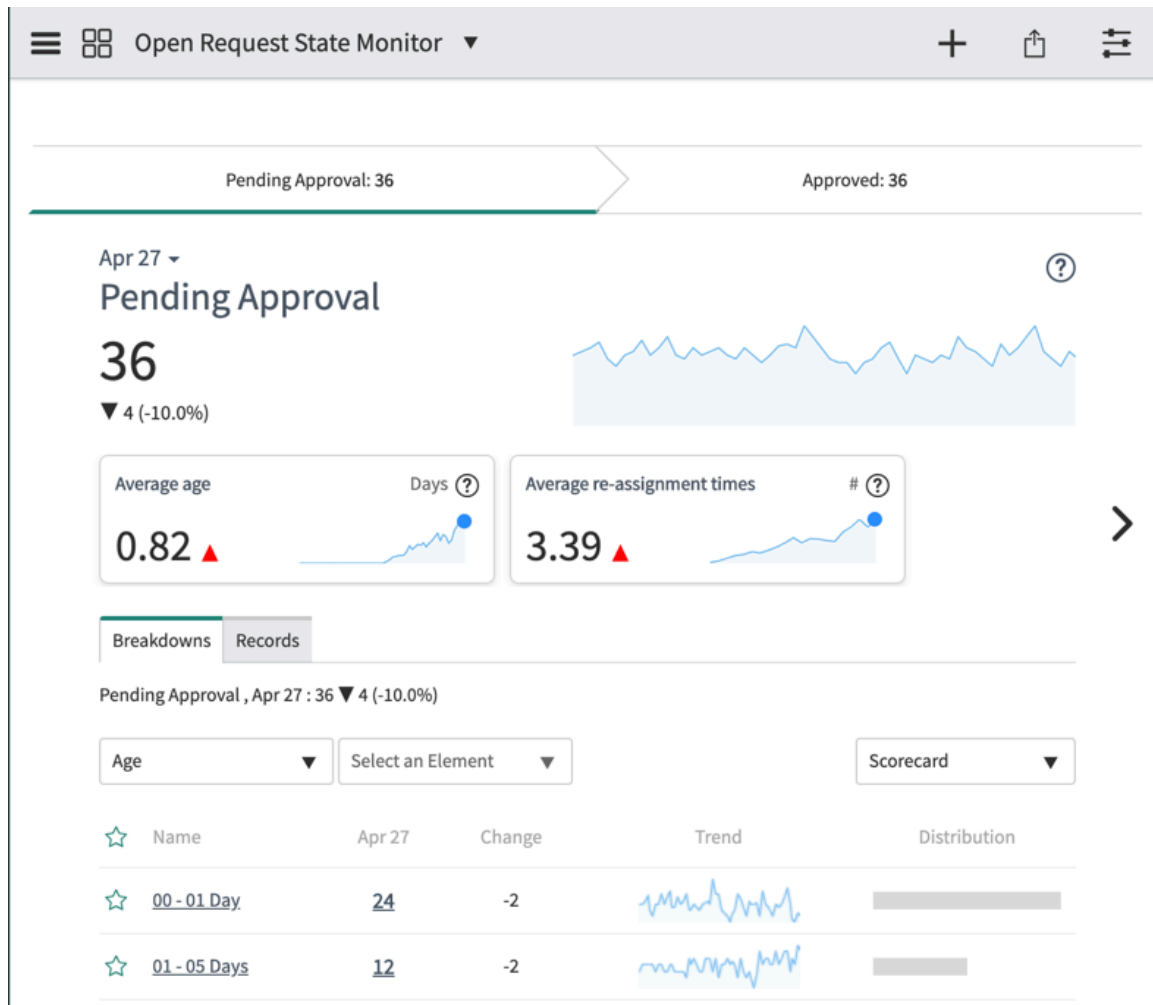 Open Request State Monitor ▼
Pending Approval: 36
Approved: 36
Apr 27
Pending Approval
36
▼ 4 (-10.0%)
Average age Days ?
0.82 ▲
Average re-assignment times # ?
3.39 ▲
Breakdowns Records
Pending Approval , Apr 27 : 36 ▼ 4 (-10.0%)
Age ▼ Select an Element ▼ Scorecard ▼
Name Apr 27 Change Trend Distribution
00 - 01 Day 24 -2
01 - 05 Days 12 -2